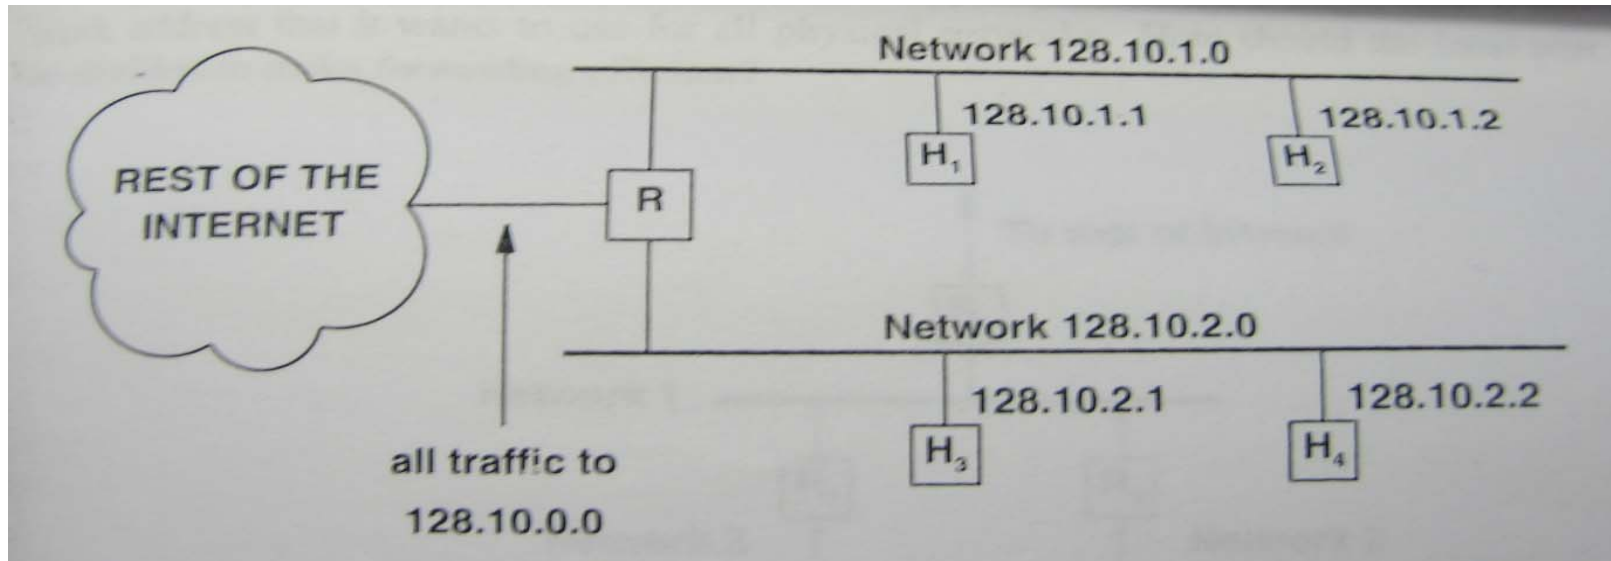 Network 128.10.1.0
128.10.1.1
128.10.1.2
H₁
H₂
REST OF THE
INTERNET
R
Network 128.10.2.0
128.10.2.1
128.10.2.2
H₃
H₄
all traffic to
128.10.0.0